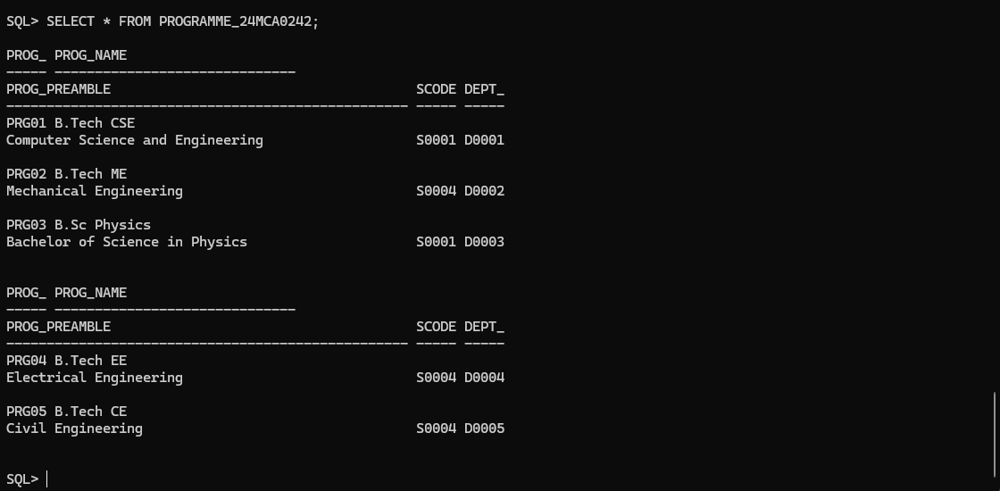 SQL> SELECT * FROM PROGRAMME_24MCA0242;
PROG_ PROG_NAME
----- ------------------------------
PROG_PREAMBLE                                      SCODE DEPT_
-------------------------------------------------- ----- -----
PRG01 B.Tech CSE
Computer Science and Engineering                   S0001 D0001
PRG02 B.Tech ME
Mechanical Engineering                             S0004 D0002
PRG03 B.Sc Physics
Bachelor of Science in Physics                     S0001 D0003
PROG_ PROG_NAME
----- ------------------------------
PROG_PREAMBLE                                      SCODE DEPT_
-------------------------------------------------- ----- -----
PRG04 B.Tech EE
Electrical Engineering                             S0004 D0004
PRG05 B.Tech CE
Civil Engineering                                  S0004 D0005
SQL>